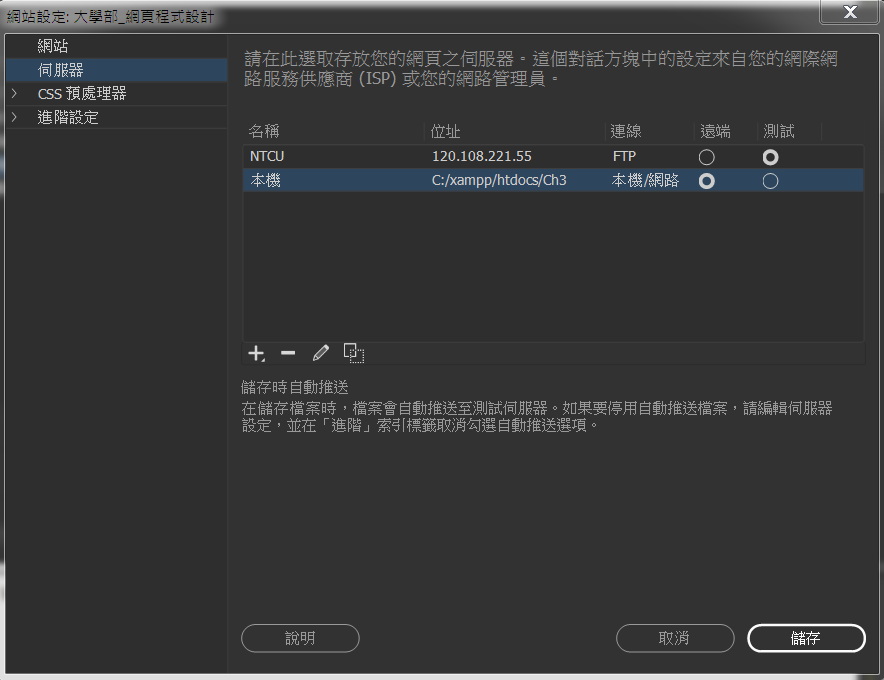 網站設定: 大學部_網頁程式設計
X
網站
伺服器
CSS 預處理器
進階設定
請在此選取存放您的網頁之伺服器。這個對話方塊中的設定來自您的網際網
路服務供應商 (ISP) 或您的網路管理員。
名稱 位址 連線 遠端 測試
NTCU 120.108.221.55 FTP
本機 C:/xampp/htdocs/Ch3 本機/網路
儲存時自動推送
在儲存檔案時，檔案會自動推送至測試伺服器。如果要停用自動推送檔案，請編輯伺服器
設定，並在「進階」索引標籤取消勾選自動推送選項。
說明 取消 儲存